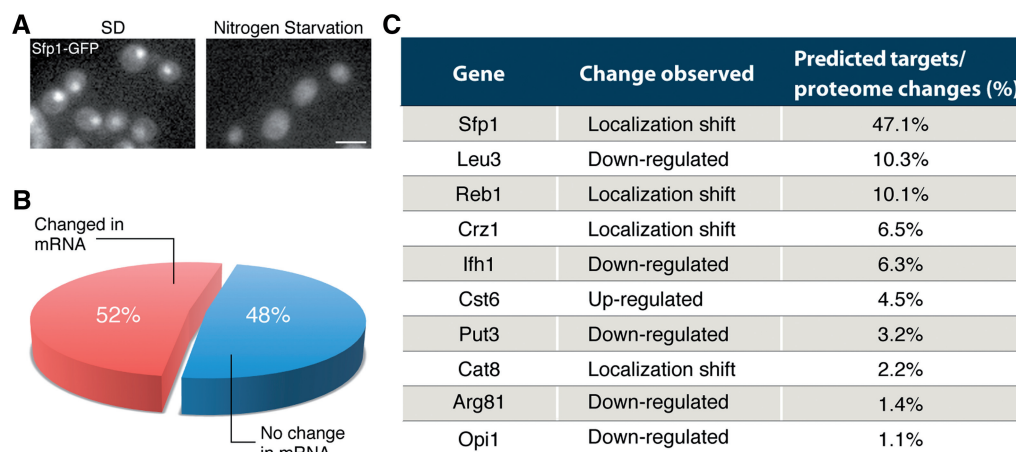 A
SD
Nitrogen Starvation
Sfp1-GFP
B
Changed in
mRNA
52%
48%
No change
in mRNA
C
Gene
Change observed
Predicted targets/
proteome changes (%)
Sfp1 Localization shift 47.1%
Leu3 Down-regulated 10.3%
Reb1 Localization shift 10.1%
Crz1 Localization shift 6.5%
Ifh1 Down-regulated 6.3%
Cst6 Up-regulated 4.5%
Put3 Down-regulated 3.2%
Cat8 Localization shift 2.2%
Arg81 Down-regulated 1.4%
Opi1 Down-regulated 1.1%